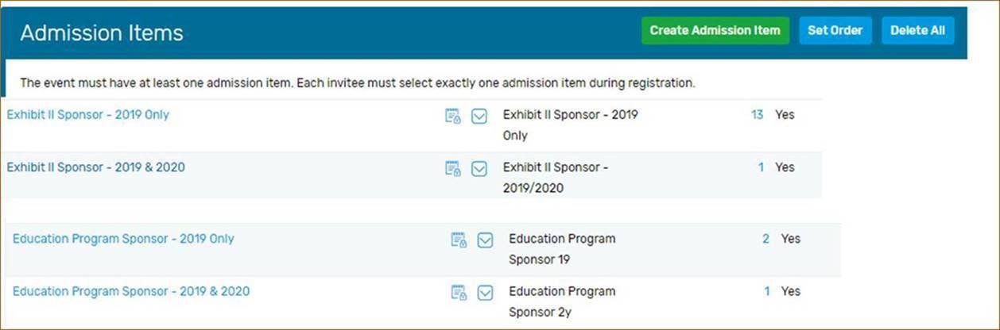 Admission Items
Create Admission Item
Set Order
Delete All
The event must have at least one admission item. Each invitee must select exactly one admission item during registration.
Exhibit II Sponsor - 2019 Only
Exhibit II Sponsor - 2019
Only
13
Yes
Exhibit II Sponsor - 2019 & 2020
Exhibit II Sponsor -
2019/2020
1
Yes
Education Program Sponsor - 2019 Only
Education Program
Sponsor 19
2
Yes
Education Program Sponsor - 2019 & 2020
Education Program
Sponsor 2y
1
Yes